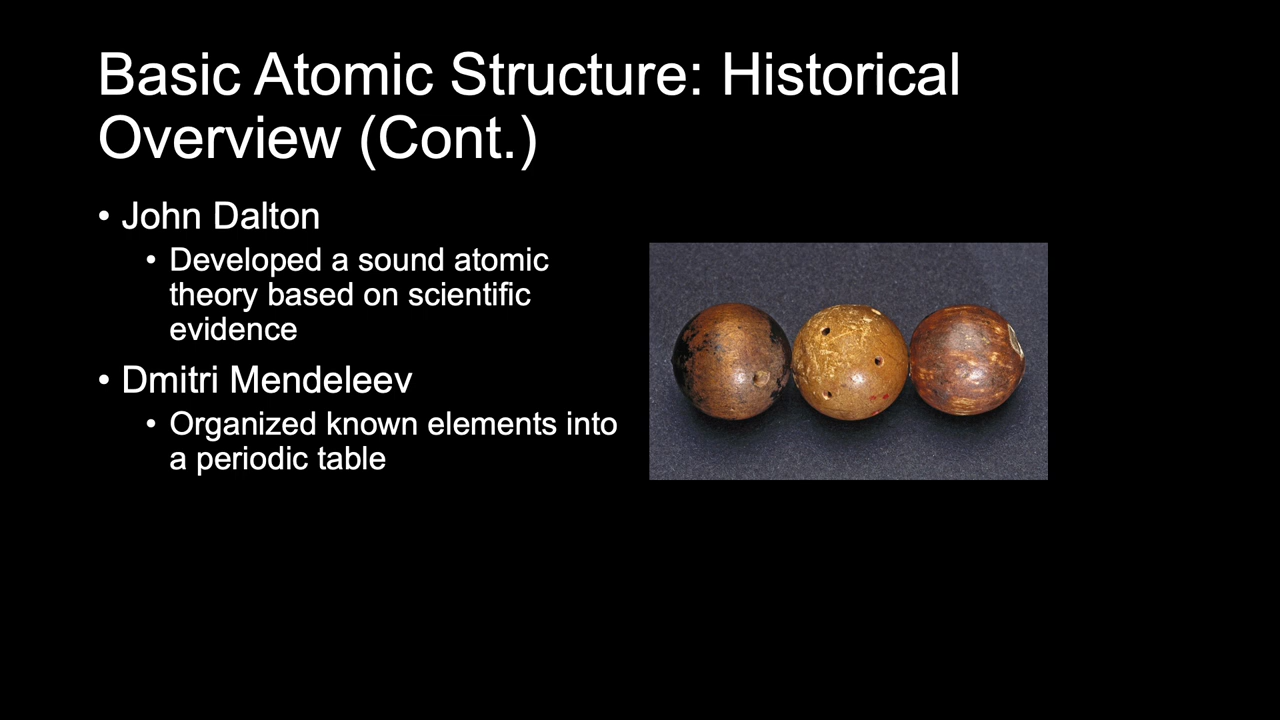 Basic Atomic Structure: Historical
Overview (Cont.)
• John Dalton
• Developed a sound atomic
theory based on scientific
evidence
• Dmitri Mendeleev
• Organized known elements into
a periodic table